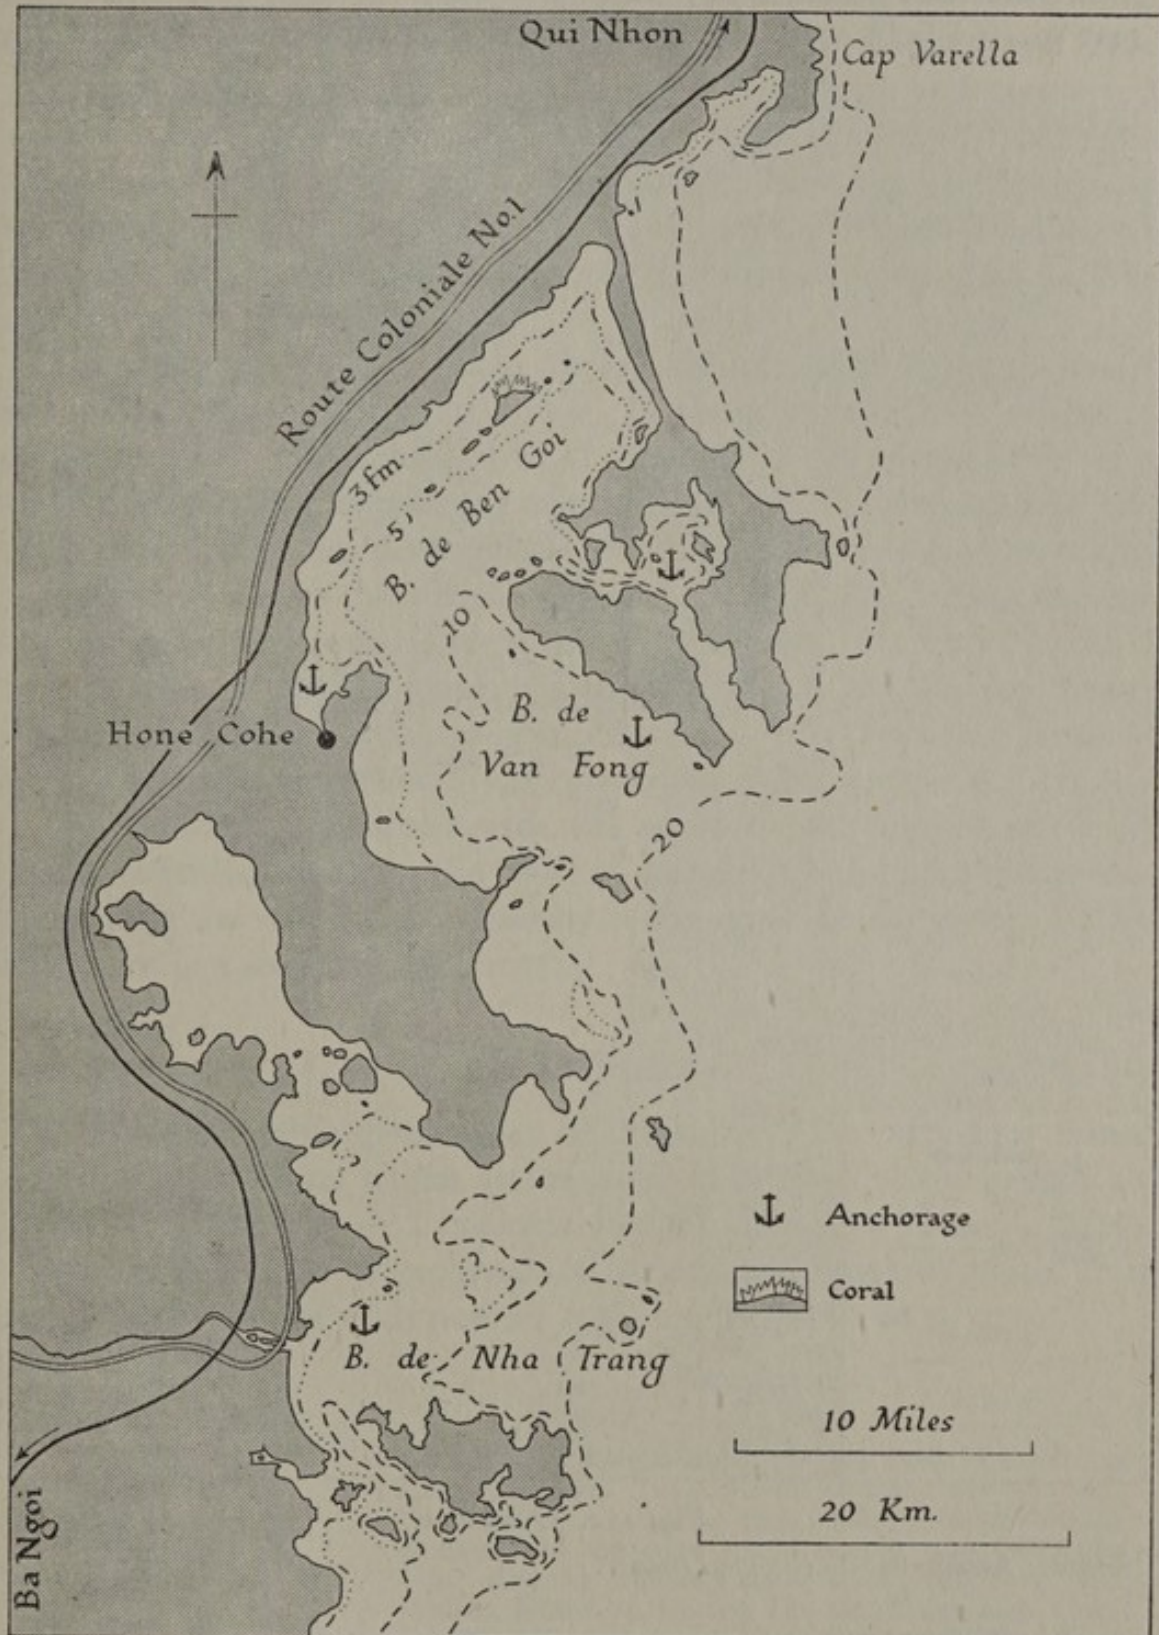 Qui Nhon
Cap Varella
Route Coloniale No.1
3fm
5
B. de Ben Goi
10
Hone Cohe
B. de
Van Fong
20
Anchorage
Coral
B. de Nha Trang
10 Miles
20 Km.
Ba Ngoi